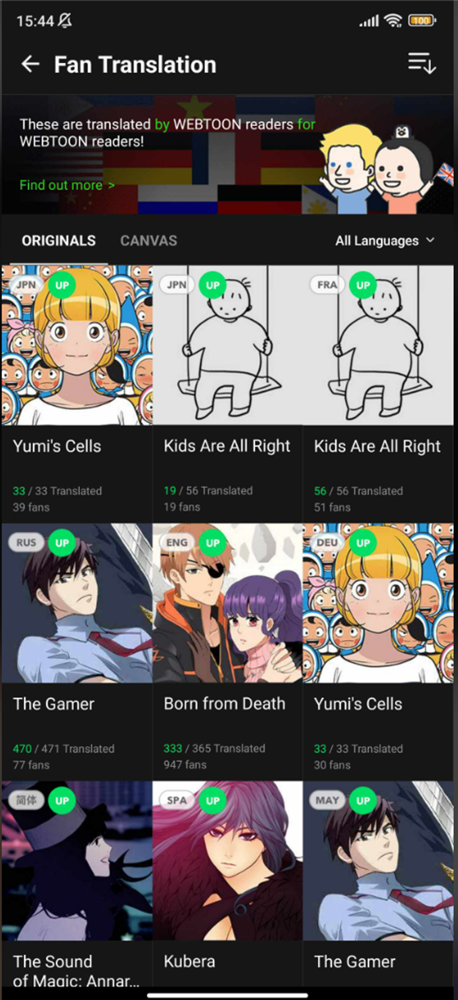 15:44
100
Fan Translation
These are translated by WEBTOON readers for
WEBTOON readers!
Find out more >
ORIGINALS
CANVAS
All Languages
JPN UP
JPN UP
FRA UP
Yumi's Cells
Kids Are All Right
Kids Are All Right
33 / 33 Translated
19 / 56 Translated
56 / 56 Translated
39 fans
19 fans
51 fans
RUS UP
ENG UP
DEU UP
The Gamer
Born from Death
Yumi's Cells
470 / 471 Translated
333 / 365 Translated
33 / 33 Translated
77 fans
947 fans
30 fans
简体 UP
SPA UP
MAY UP
The Sound
of Magic: Annar...
Kubera
The Gamer